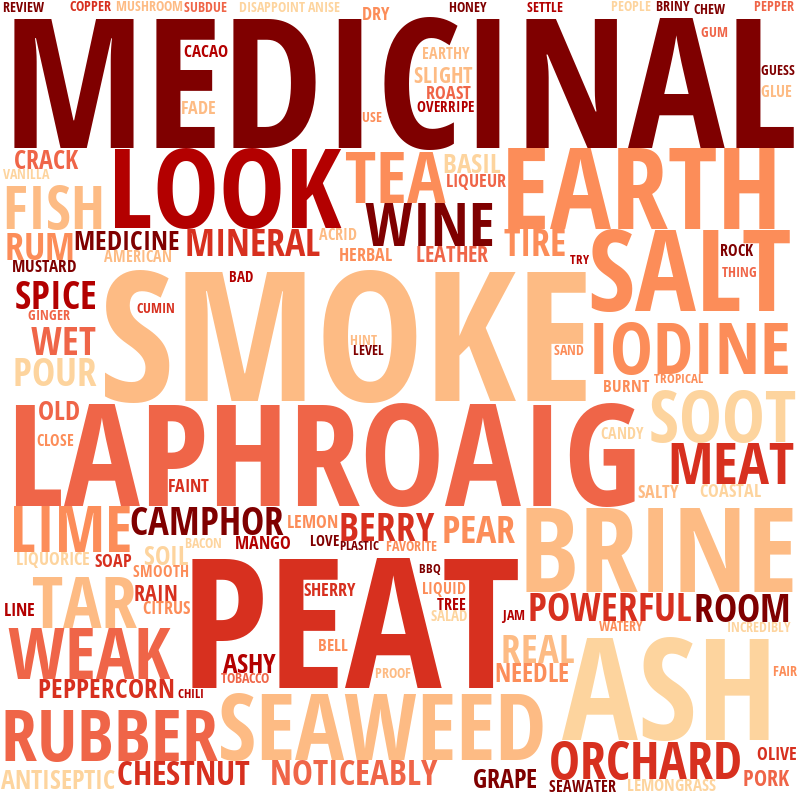 REVIEW COPPER MUSHROOM SUBDUE DISAPPOINT ANISE DRY HONEY SETTLE PEOPLE BRINY CHEW PEPPER
MEDICINAL
CACAO EARTHY GUM
SLIGHT GUESS
ROAST GLUE
FADE OVERRIPE
USE
CRACK LOOK TEA BASIL EARTH
VANILLA LIQUEUR
FISH WINE
RUM MEDICINE MINERAL ACRID TIRE SALT ROCK
AMERICAN HERBAL LEATHER TRY
MUSTARD THING
SPICE SMOKE BAD
CUMIN
GINGER
WET HINT IODINE
LEVEL SAND
POUR BURNT TROPICAL
OLD LAPHROAIG SOOT
CLOSE CANDY
FAINT MEAT
SALTY COASTAL
LIME CAMPHOR LEMON BERRY PEAR BRINE
LIQUORICE SOAP SOIL BACON MANGO LOVE PLASTIC FAVORITE
SMOOTH PEAT BBQ
TAR RAIN SHERRY LIQUID
LINE CITRUS TREE JAM POWERFUL ROOM
SALAD WATERY INCREDIBLY
WEAK BELL REAL ASH
ASHY NEEDLE FAIR
TOBACCO PROOF
PEPPERCORN CHILI
RUBBER SEAWEED
ORCHARD OLIVE
ANTISEPTIC CHESTNUT NOTICEABLY GRAPE PORK
SEAWATER LEMONGRASS